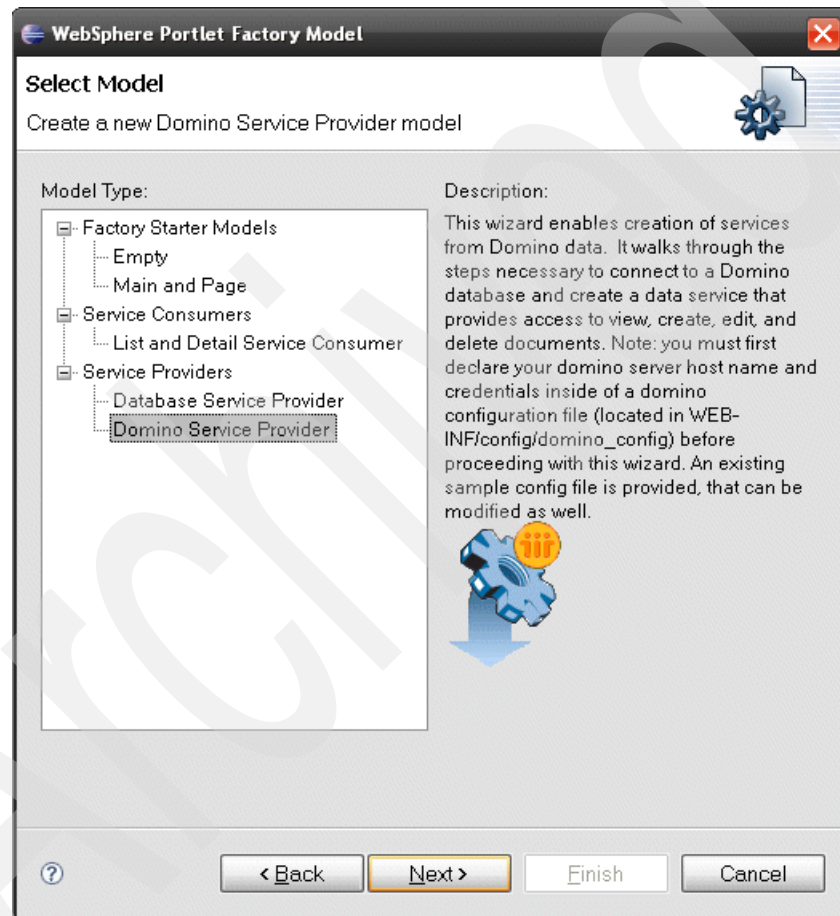 WebSphere Portlet Factory Model
Select Model
Create a new Domino Service Provider model
Model Type:
Factory Starter Models
Empty
Main and Page
Service Consumers
List and Detail Service Consumer
Service Providers
Database Service Provider
Domino Service Provider
Description:
This wizard enables creation of services
from Domino data. It walks through the
steps necessary to connect to a Domino
database and create a data service that
provides access to view, create, edit, and
delete documents. Note: you must first
declare your domino server host name and
credentials inside of a domino
configuration file (located in WEB-
INF/config/domino_config) before
proceeding with this wizard. An existing
sample config file is provided, that can be
modified as well.
?
< Back
Next >
Finish
Cancel